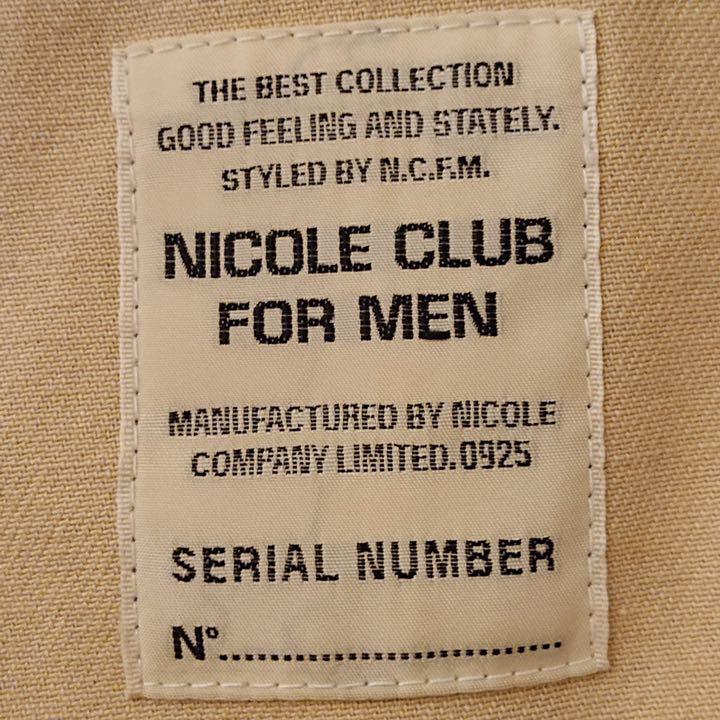 THE BEST COLLECTION
GOOD FEELING AND STATELY.
STYLED BY N.C.F.M.
NICOLE CLUB
FOR MEN
MANUFACTURED BY NICOLE
COMPANY LIMITED.0925
SERIAL NUMBER
N°..........................